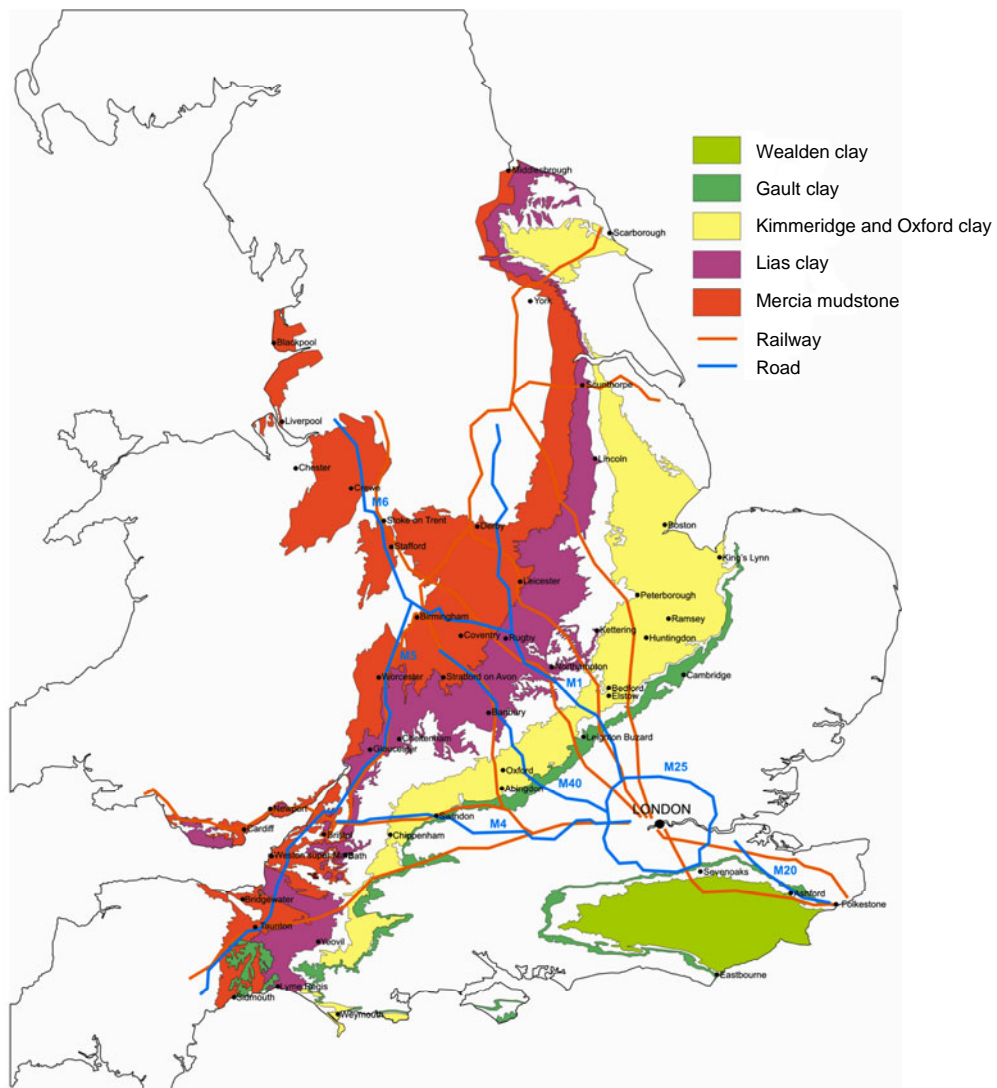 Wealden clay
Gault clay
Kimmeridge and Oxford clay
Lias clay
Mercia mudstone
Railway
Road
Middlesbrough
Scarborough
York
Blackpool
Scunthorpe
Liverpool
Lincoln
Chester
Crewe
M6
Stoke on Trent
Derby
Boston
Stafford
King's Lynn
Leicester
Peterborough
Birmingham
Ramsey
Coventry
Rugby
Kettering
Huntingdon
M5
Northampton
Worcester
Stratford on Avon
M1
Cambridge
Bedford
Elstow
Banbury
Cheltenham
Gloucester
Leighton Buzard
Oxford
M25
Abingdon
M40
Newport
LONDON
Cardiff
Swindon
M4
Bristol
Chippenham
Weston super Mare
Bath
Sevenoaks
M20
Ashford
Bridgewater
Folkestone
Taunton
Yeovil
Eastbourne
Lyme Regis
Sidmouth
Weymouth